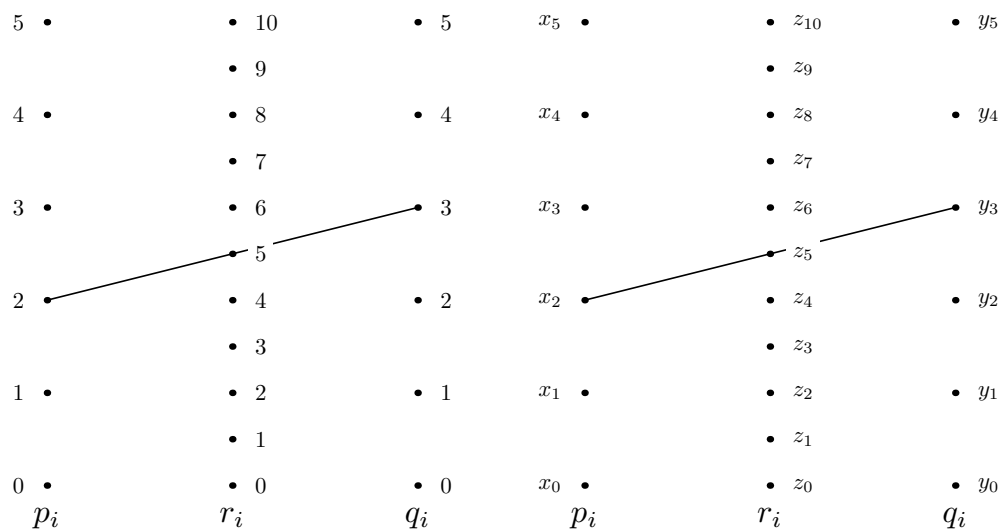 5 10 5 x₅ z₁₀ y₅
9 z₉
4 8 4 x₄ z₈ y₄
7 z₇
3 6 3 x₃ z₆ y₃
5 z₅
2 4 2 x₂ z₄ y₂
3 z₃
1 2 1 x₁ z₂ y₁
1 z₁
0 0 0 x₀ z₀ y₀
pᵢ rᵢ qᵢ pᵢ rᵢ qᵢ